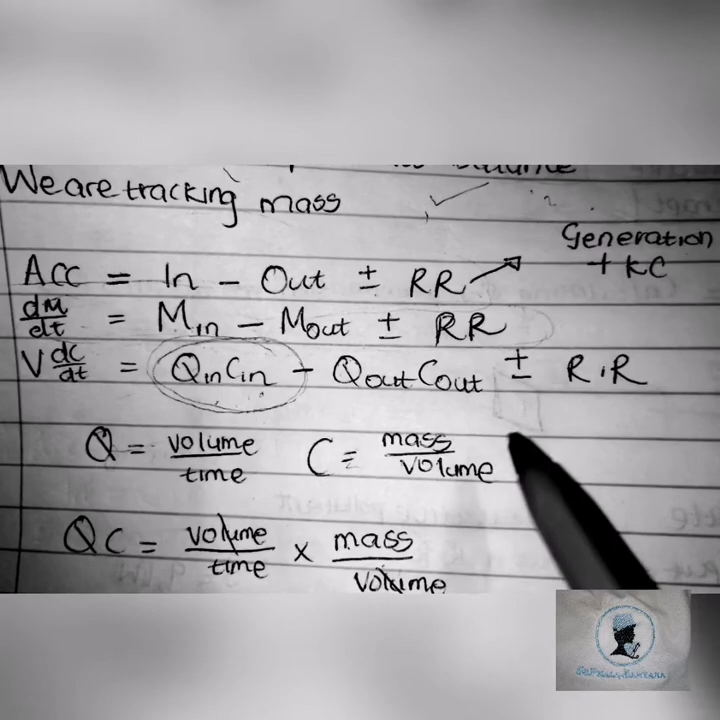 We are tracking mass
Generation
Acc = In - Out ± RR + KC
dM/dt = Min - Mout ± RR
V dc/dt = QinCin - QoutCout ± R.R
Q = volume/time C = mass/volume
QC = volume/time × mass/volume